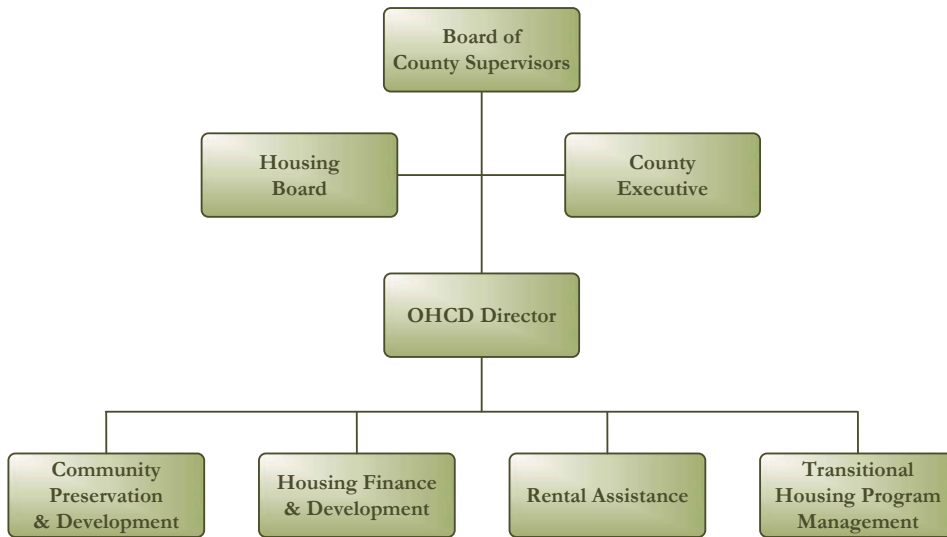 Board of
County Supervisors
Housing
Board
County
Executive
OHCD Director
Community
Preservation
& Development
Housing Finance
& Development
Rental Assistance
Transitional
Housing Program
Management